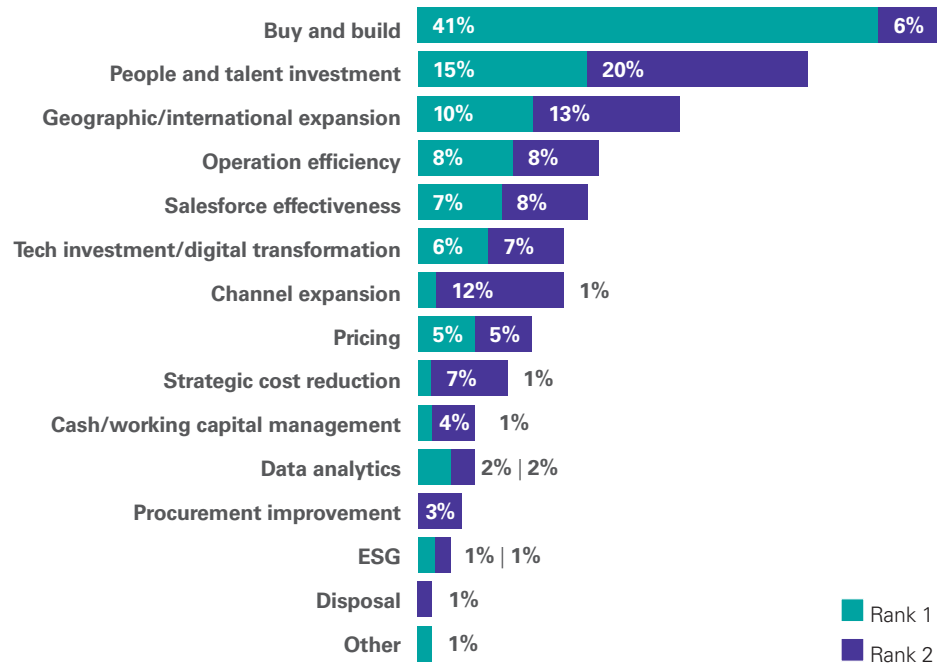 Buy and build 41% 6%
People and talent investment 15% 20%
Geographic/international expansion 10% 13%
Operation efficiency 8% 8%
Salesforce effectiveness 7% 8%
Tech investment/digital transformation 6% 7%
Channel expansion 12% 1%
Pricing 5% 5%
Strategic cost reduction 7% 1%
Cash/working capital management 4% 1%
Data analytics 2% | 2%
Procurement improvement 3%
ESG 1% | 1%
Disposal 1%
Other 1%
Rank 1
Rank 2